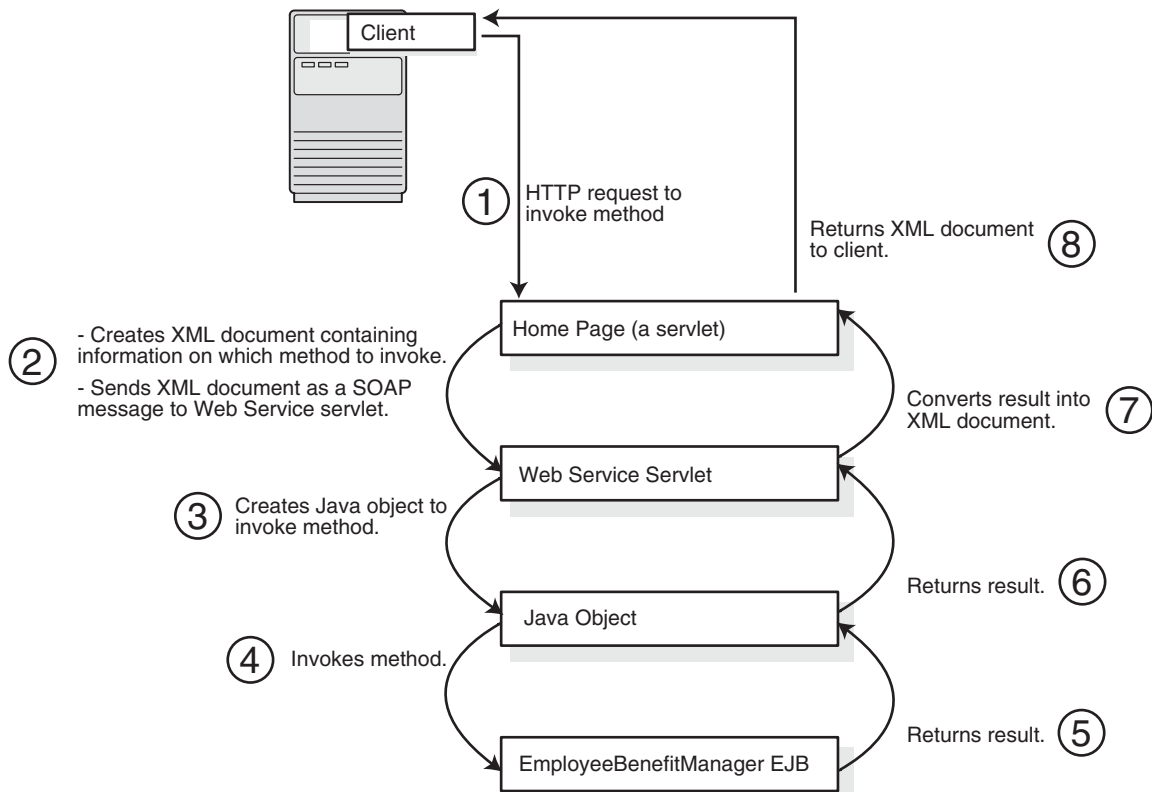 Client
1
HTTP request to
invoke method
Returns XML document
to client.
8
Home Page (a servlet)
2
- Creates XML document containing
information on which method to invoke.
- Sends XML document as a SOAP
message to Web Service servlet.
Converts result into
XML document.
7
Web Service Servlet
3
Creates Java object to
invoke method.
Returns result.
6
Java Object
4
Invokes method.
Returns result.
5
EmployeeBenefitManager EJB